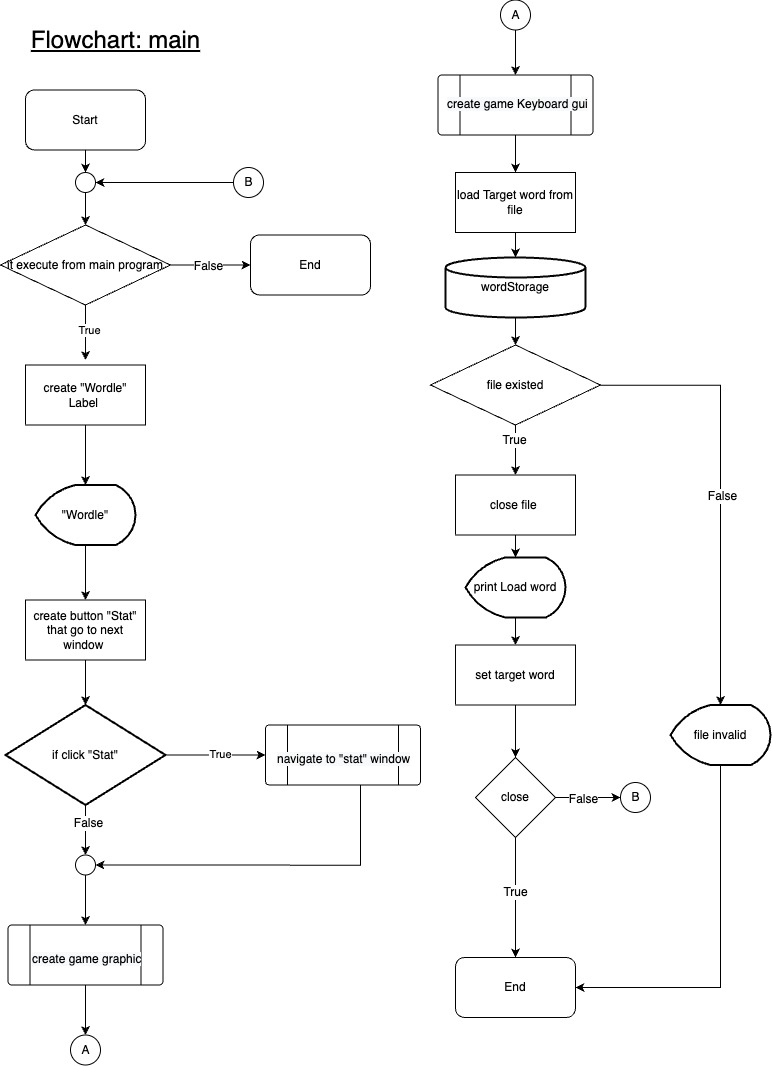 Flowchart: main
Start
B
if execute from main program
False
End
True
create "Wordle"
Label
"Wordle"
create button "Stat"
that go to next
window
if click "Stat"
True
navigate to "stat" window
False
create game graphic
A
A
create game Keyboard gui
load Target word from
file
wordStorage
file existed
True
False
close file
print Load word
set target word
file invalid
close
False
B
True
End